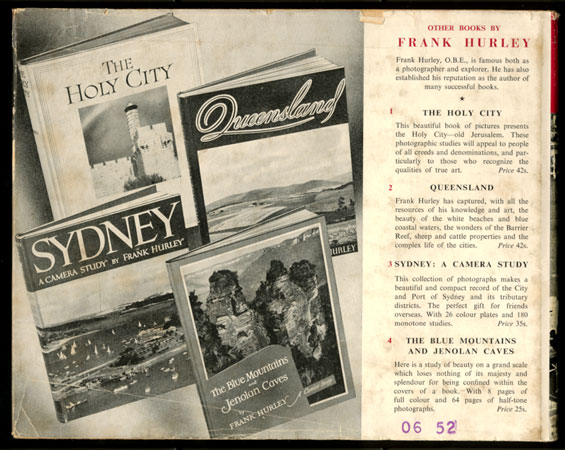 THE
HOLY CITY
Queensland
HURLEY
SYDNEY
A CAMERA STUDY BY FRANK HURLEY
The Blue Mountains
and
Jenolan Caves
BY
FRANK HURLEY
OTHER BOOKS BY
FRANK HURLEY
Frank Hurley, O.B.E., is famous both as
a photographer and explorer. He has also
established his reputation as the author of
many successful books.
★
1 THE HOLY CITY
This beautiful book of pictures presents
the Holy City—old Jerusalem. These
photographic studies will appeal to people
of all creeds and denominations, and par-
ticularly to those who recognize the
qualities of true art. Price 42s.
2 QUEENSLAND
Frank Hurley has captured, with all the
resources of his knowledge and art, the
beauty of the white beaches and blue
coastal waters, the wonders of the Barrier
Reef, sheep and cattle properties and the
complex life of the cities. Price 42s.
3 SYDNEY: A CAMERA STUDY
This collection of photographs makes a
beautiful and compact record of the City
and Port of Sydney and its tributary
districts. The perfect gift for friends
overseas. With 26 colour plates and 180
monotone studies. Price 35s.
4 THE BLUE MOUNTAINS
AND JENOLAN CAVES
Here is a study of beauty on a grand scale
which loses nothing of its majesty and
splendour for being confined within the
covers of a book. With 8 pages of
full colour and 64 pages of half-tone
photographs. Price 25s.
06 52